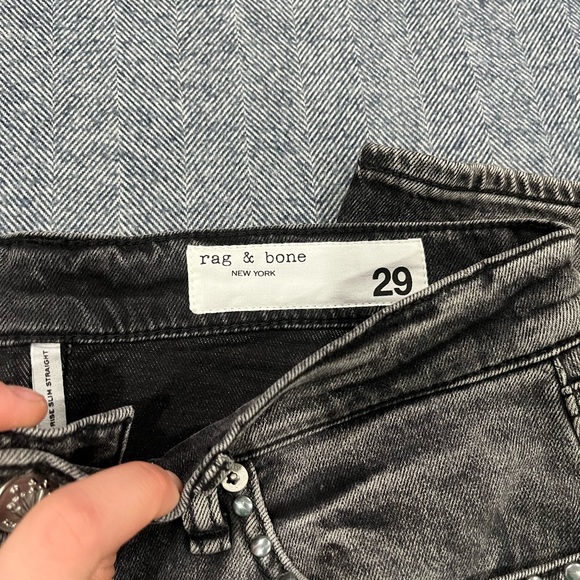 rag & bone
NEW YORK
29
RISE SLIM STRAIGHT